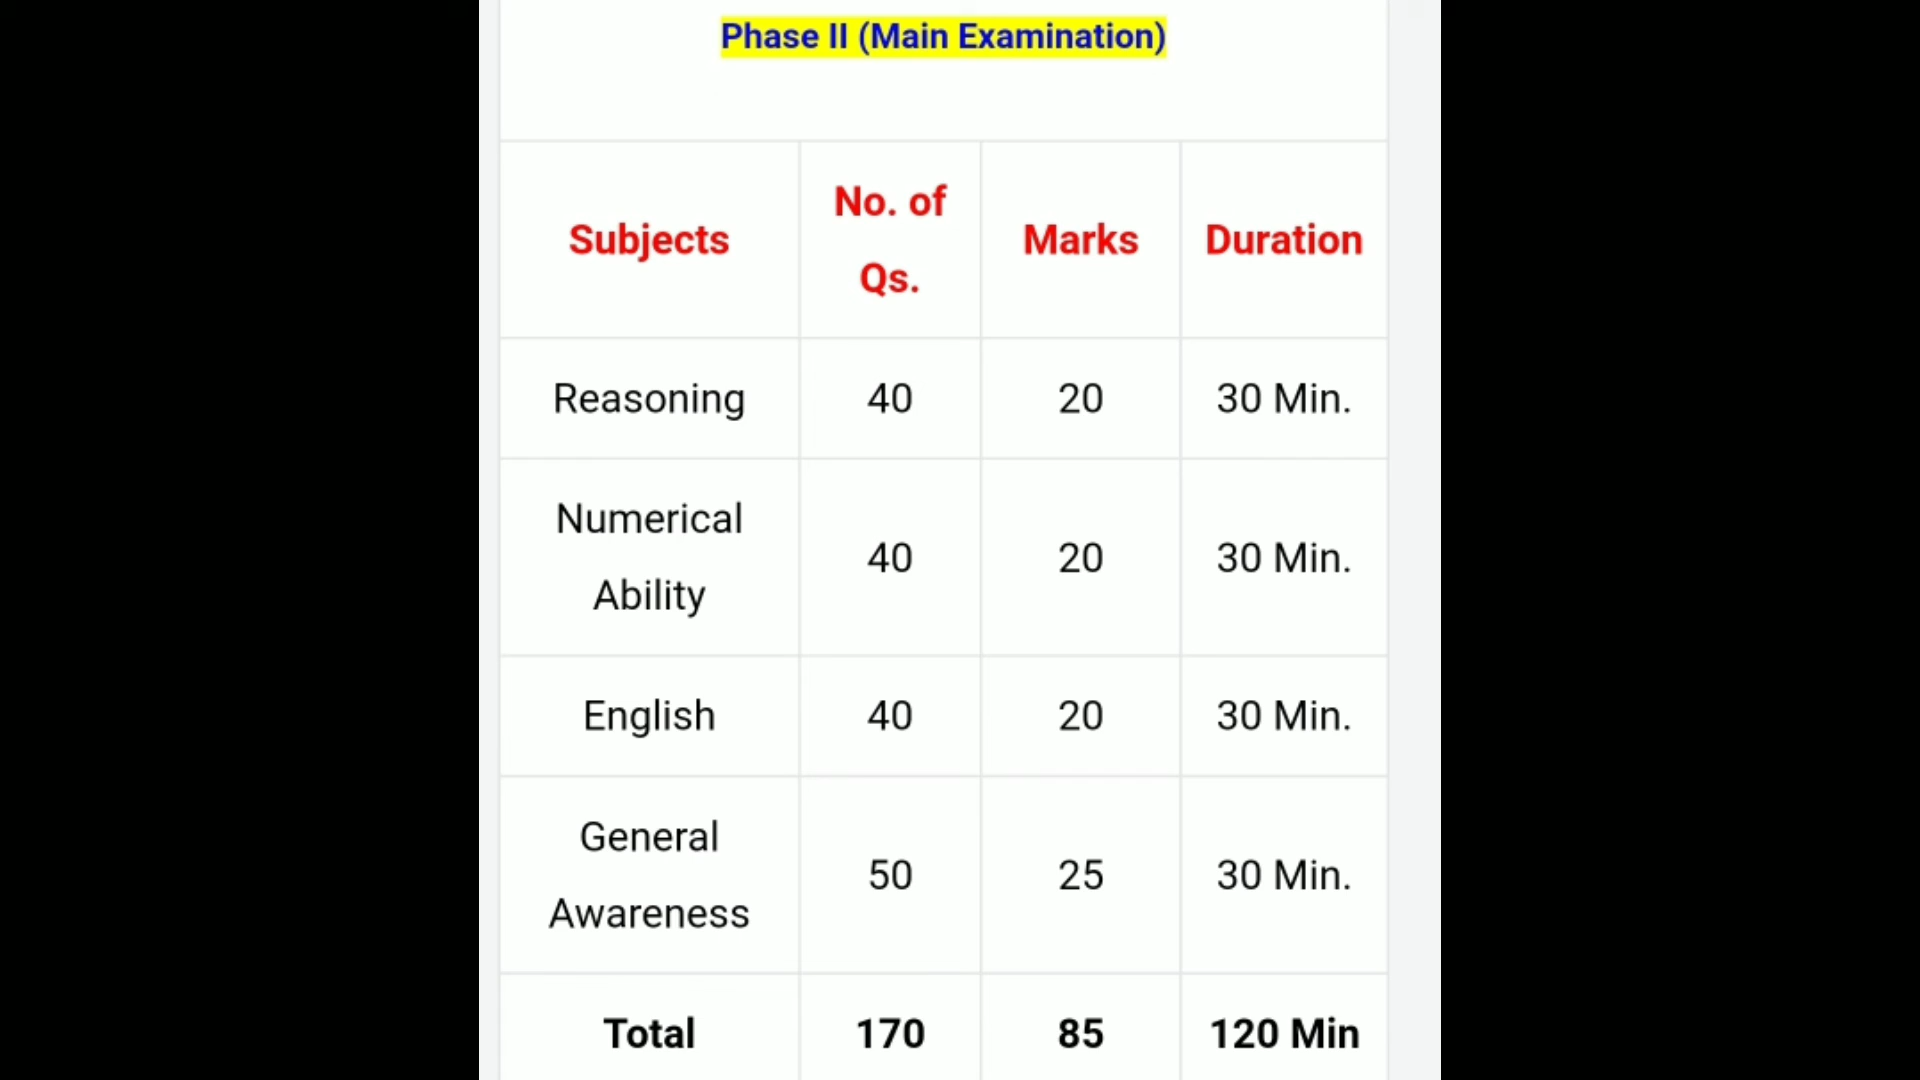 Phase II (Main Examination)
Subjects No. of Qs. Marks Duration
Reasoning 40 20 30 Min.
Numerical Ability 40 20 30 Min.
English 40 20 30 Min.
General Awareness 50 25 30 Min.
Total 170 85 120 Min